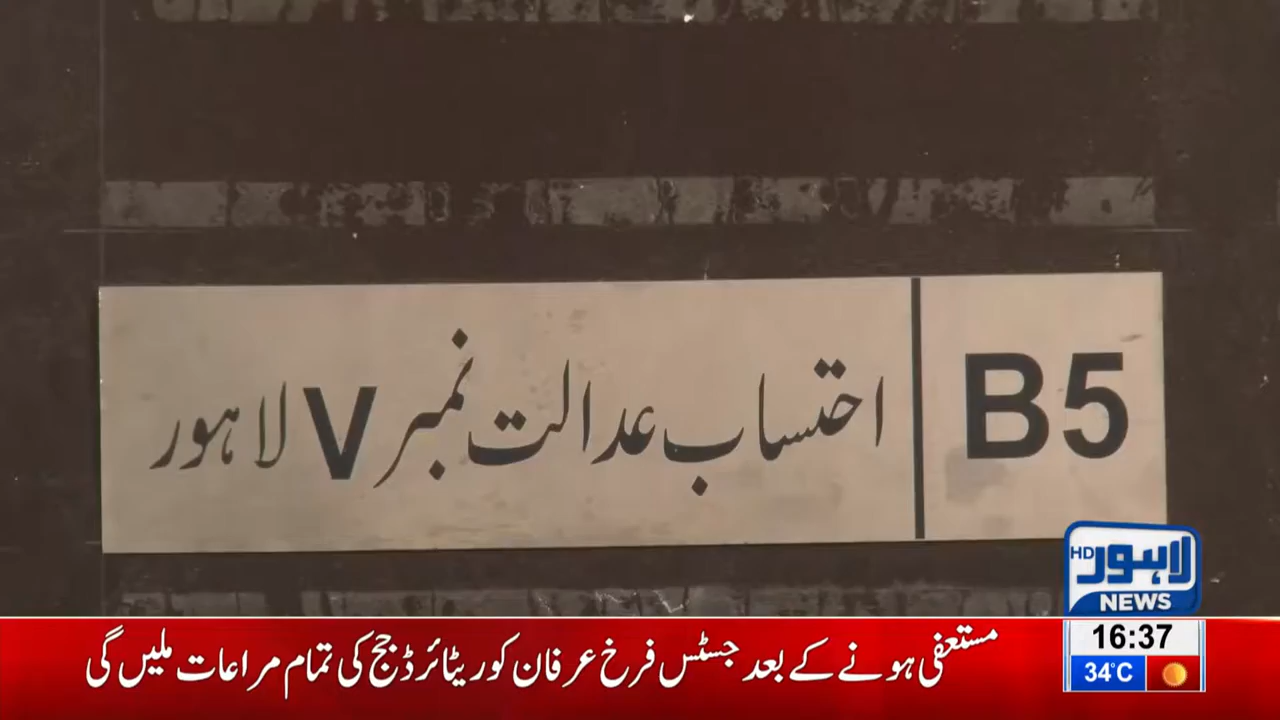 احتساب عدالت نمبر V لاہور
B5
HD لاہور
NEWS
16:37
34°C
مستعفی ہونے کے بعد جسٹس فرخ عرفان کو ریٹائرڈ جج کی تمام مراعات ملیں گی